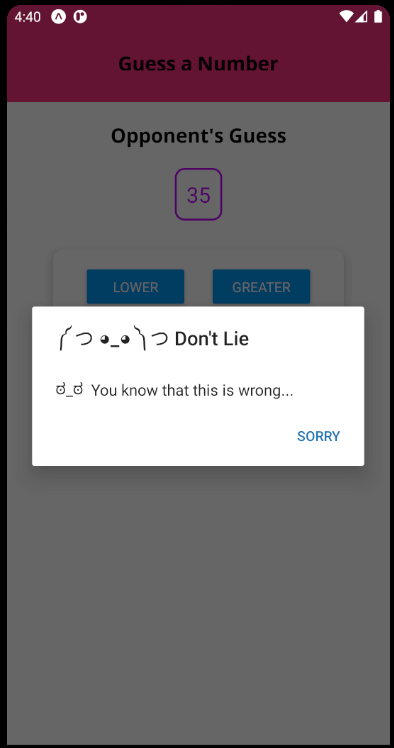 4:40
Guess a Number
Opponent's Guess
35
LOWER GREATER
༼つ ◕_◕ ༽つ Don't Lie
ಠ_ಠ You know that this is wrong...
SORRY